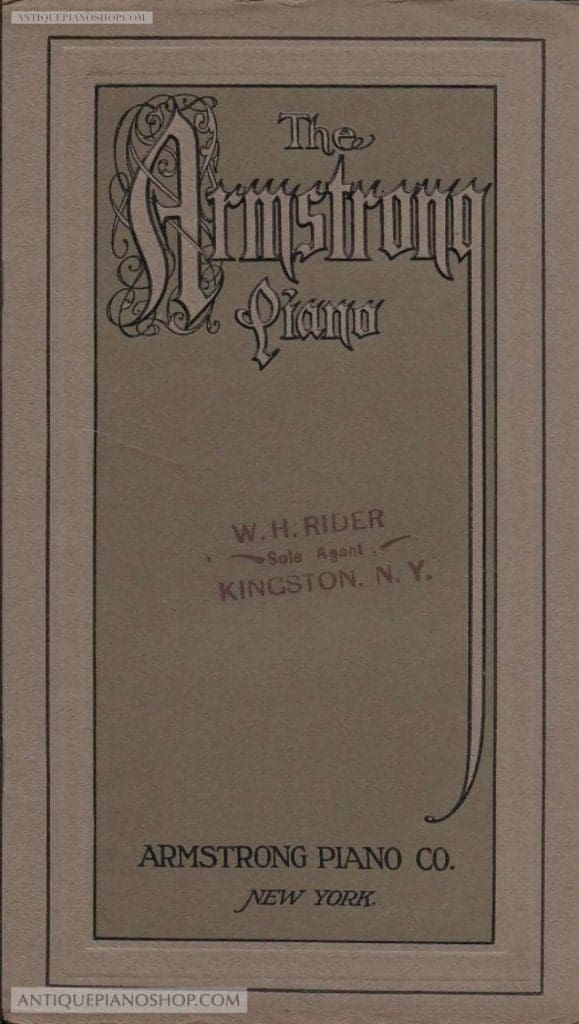 ANTIQUEPIANOSHOP.COM
The
Armstrong
Piano
W. H. RIDER
Sole Agent
KINGSTON. N. Y.
ARMSTRONG PIANO CO.
NEW YORK.
ANTIQUEPIANOSHOP.COM